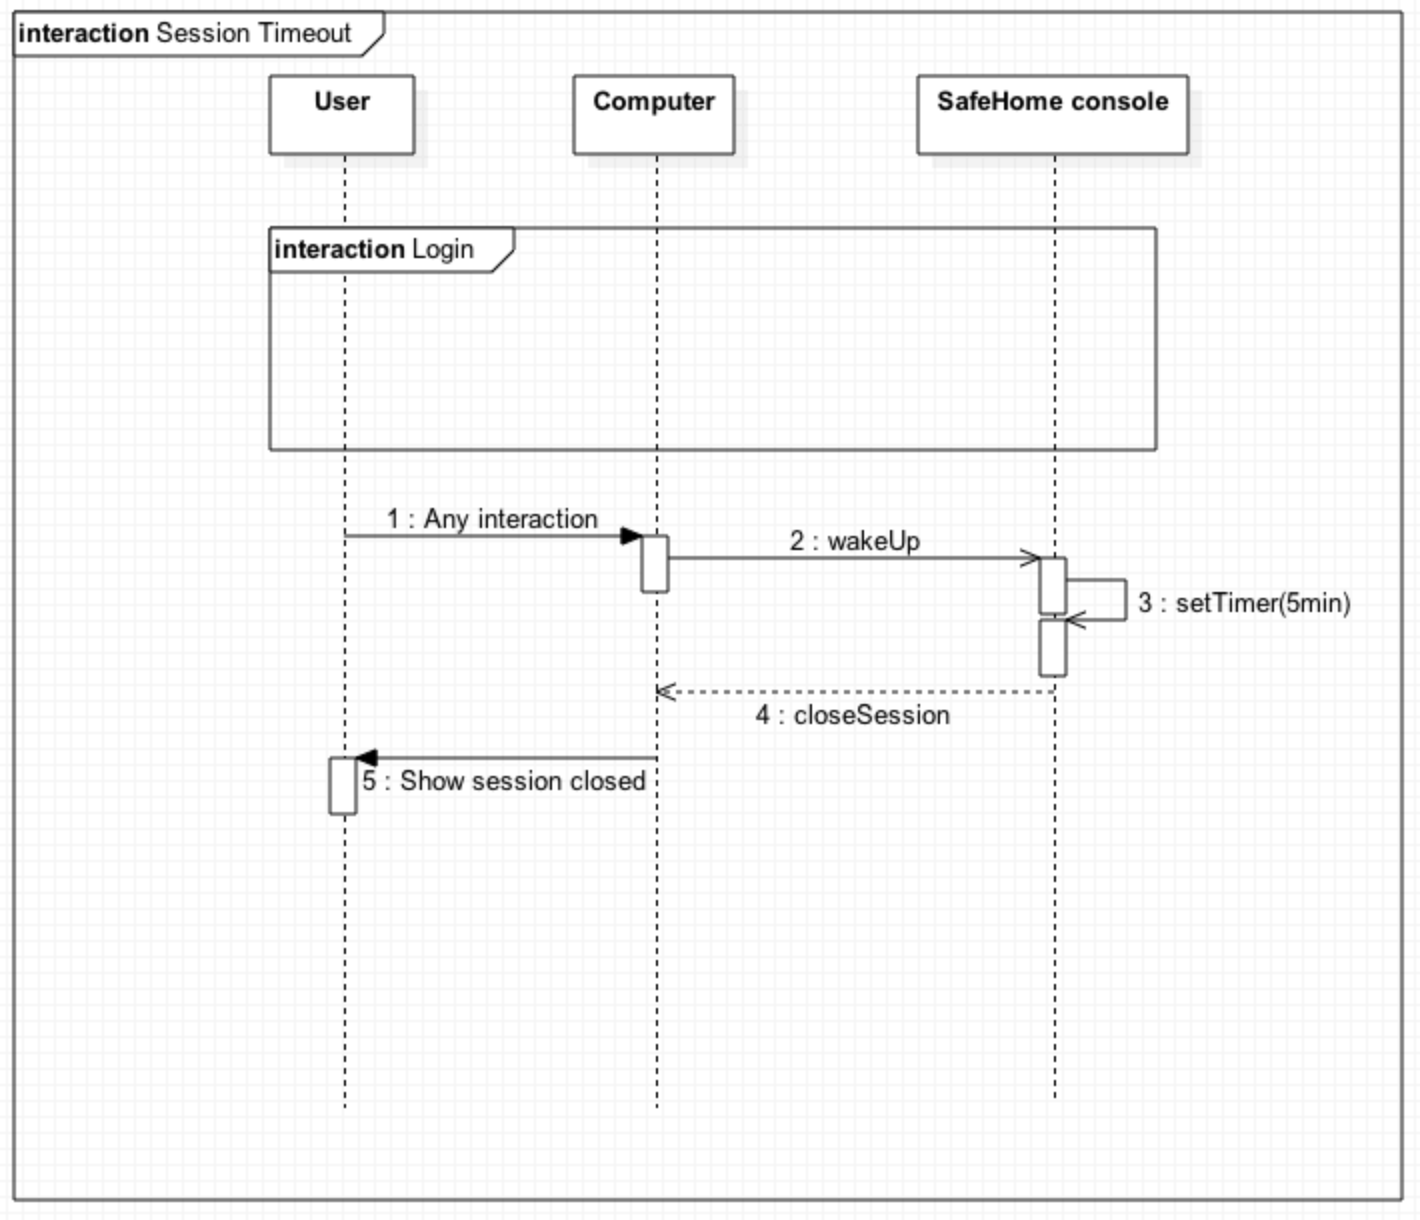 interaction Session Timeout
User
Computer
SafeHome console
interaction Login
1 : Any interaction
2 : wakeUp
3 : setTimer(5min)
4 : closeSession
5 : Show session closed